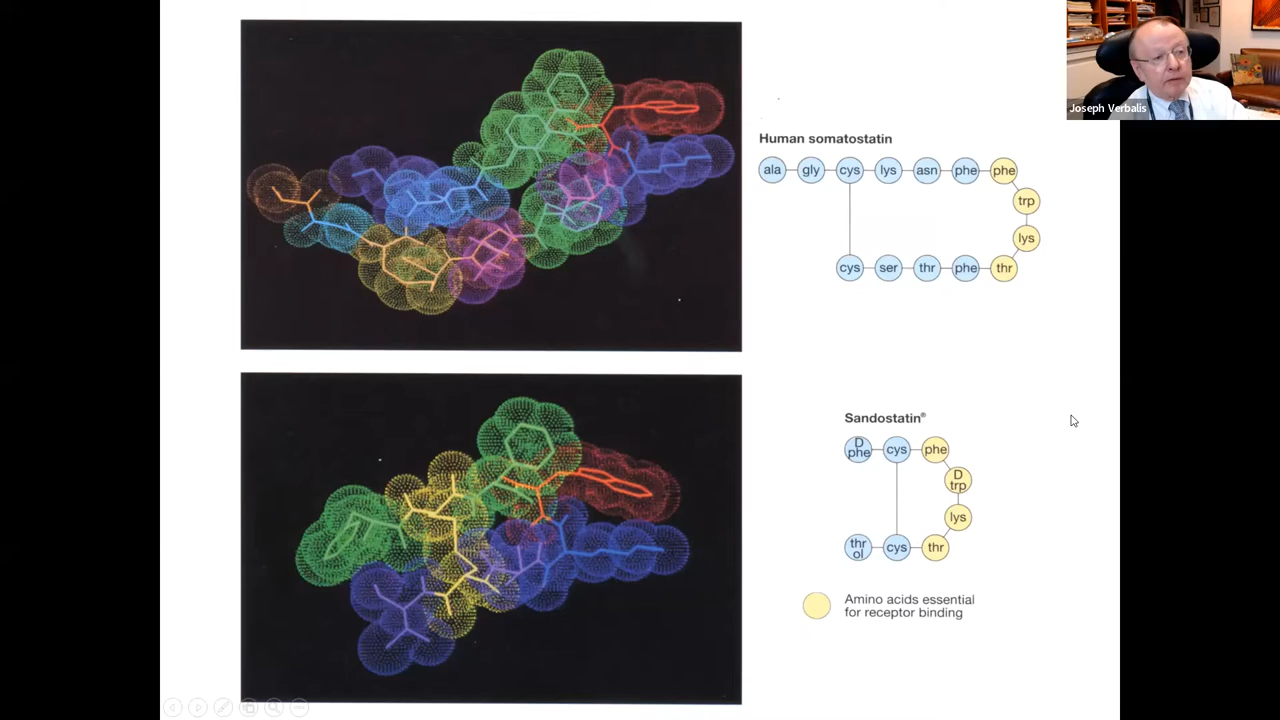 Joseph Verbalis
Human somatostatin
ala gly cys lys asn phe phe
trp
lys
cys ser thr phe thr
Sandostatin®
D
phe
cys phe
D
trp
lys
thr
ol
cys thr
Amino acids essential
for receptor binding